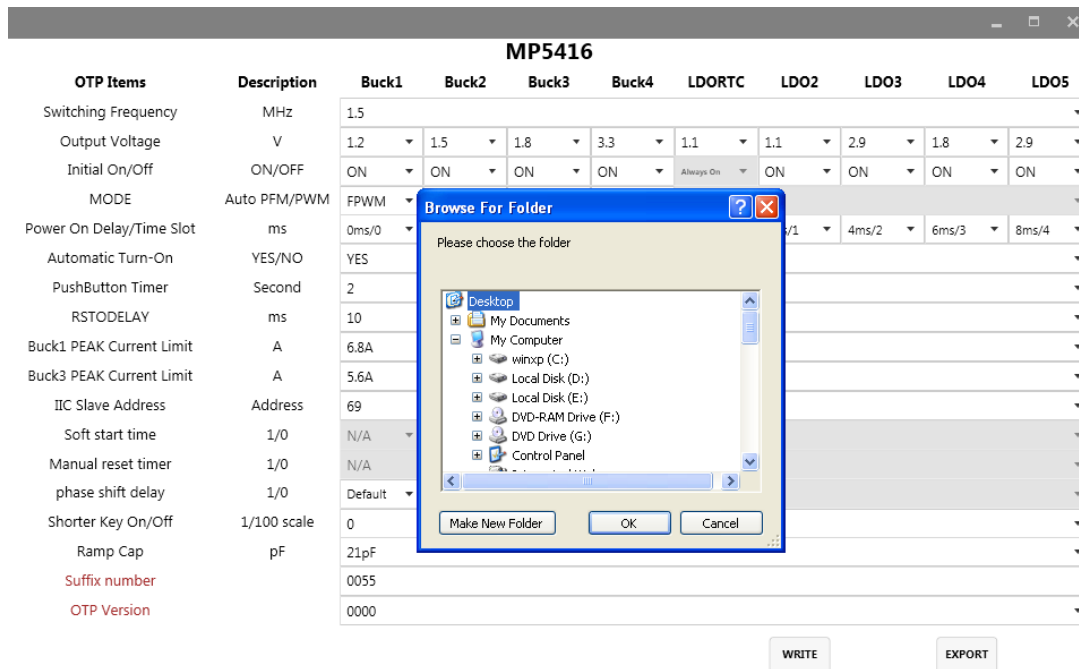 MP5416
OTP Items Description Buck1 Buck2 Buck3 Buck4 LDORTC LDO2 LDO3 LDO4 LDO5
Switching Frequency MHz 1.5
Output Voltage V 1.2 1.5 1.8 3.3 1.1 1.1 2.9 1.8 2.9
Initial On/Off ON/OFF ON ON ON ON Always On ON ON ON ON
MODE Auto PFM/PWM FPWM
Power On Delay/Time Slot ms 0ms/0 /1 4ms/2 6ms/3 8ms/4
Automatic Turn-On YES/NO YES
PushButton Timer Second 2
RSTODELAY ms 10
Buck1 PEAK Current Limit A 6.8A
Buck3 PEAK Current Limit A 5.6A
IIC Slave Address Address 69
Soft start time 1/0 N/A
Manual reset timer 1/0 N/A
phase shift delay 1/0 Default
Shorter Key On/Off 1/100 scale 0
Ramp Cap pF 21pF
Suffix number 0055
OTP Version 0000
WRITE EXPORT
Browse For Folder
Please choose the folder
Desktop
My Documents
My Computer
winxp (C:)
Local Disk (D:)
Local Disk (E:)
DVD-RAM Drive (F:)
DVD Drive (G:)
Control Panel
Make New Folder OK Cancel